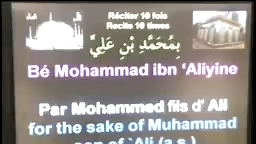 Réciter 10 fois
Recite 10 times
بِمُحَمَّدِ بْنِ عَلِيٍّ
Bé Mohammad ibn ‘Aliyine
Par Mohammed fils d' Ali
for the sake of Muhammad
son of `Ali (a.s.)